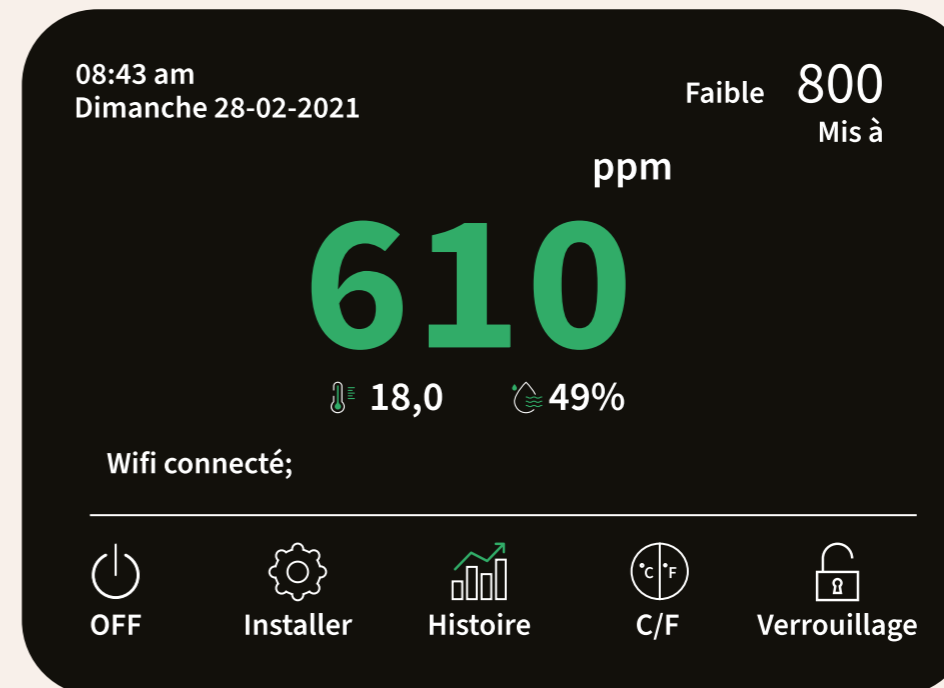 08:43 am
Dimanche 28-02-2021
Faible 800
Mis à
ppm
610
18,0 49%
Wifi connecté;
°C °F
OFF Installer Histoire C/F Verrouillage